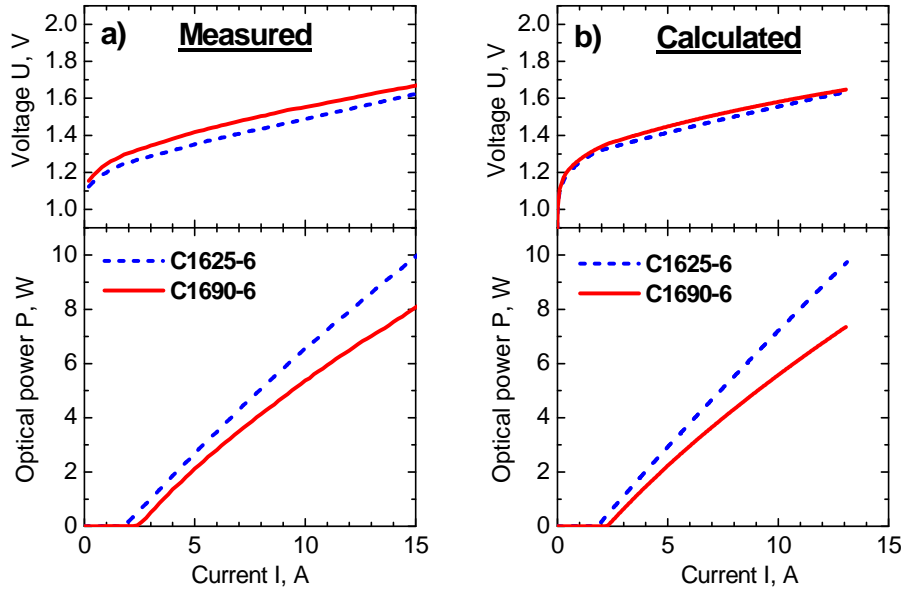 a) Measured
Voltage U, V
2.0
1.8
1.6
1.4
1.2
1.0
Optical power P, W
10
8
6
4
2
0
C1625-6
C1690-6
0 5 10 15
Current I, A
b) Calculated
Voltage U, V
2.0
1.8
1.6
1.4
1.2
1.0
Optical power P, W
10
8
6
4
2
0
C1625-6
C1690-6
0 5 10 15
Current I, A